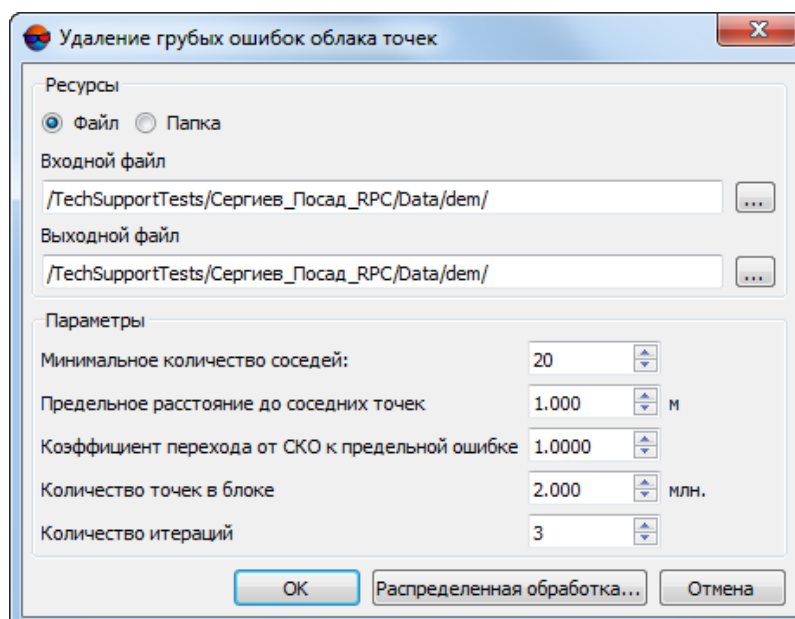 Удаление грубых ошибок облака точек
Ресурсы
Файл Папка
Входной файл
/TechSupportTests/Сергиев_Посад_RPC/Data/dem/ ...
Выходной файл
/TechSupportTests/Сергиев_Посад_RPC/Data/dem/ ...
Параметры
Минимальное количество соседей: 20
Предельное расстояние до соседних точек 1.000 м
Коэффициент перехода от СКО к предельной ошибке 1.0000
Количество точек в блоке 2.000 млн.
Количество итераций 3
OK Распределенная обработка... Отмена